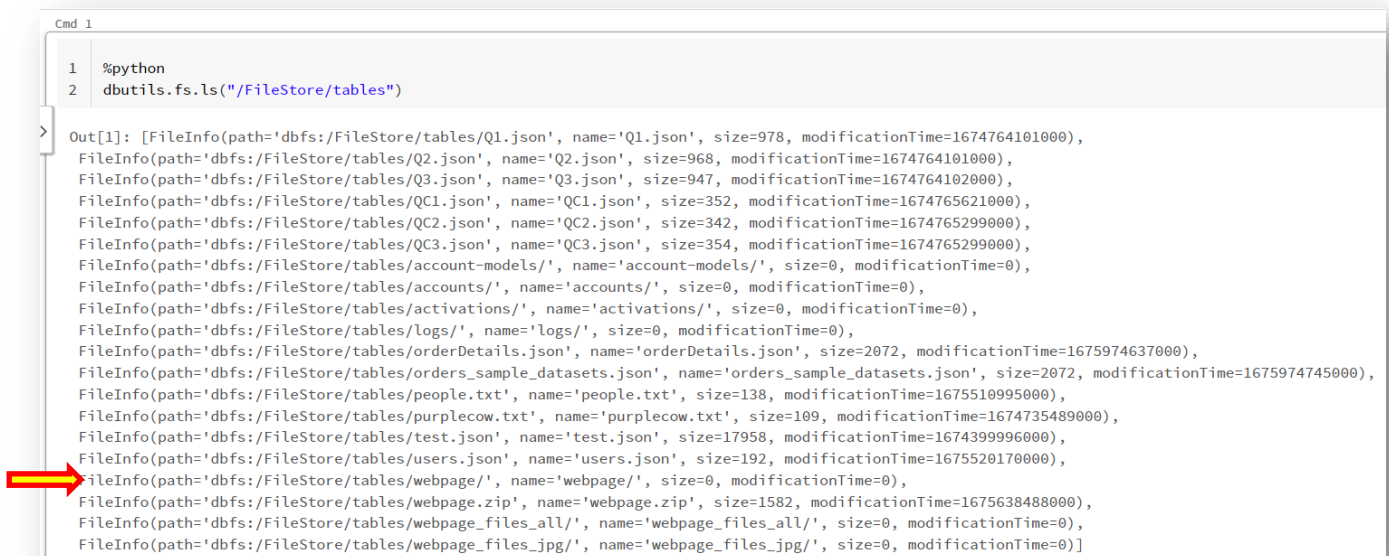 Cmd 1
1 %python
2 dbutils.fs.ls("/FileStore/tables")
Out[1]: [FileInfo(path='dbfs:/FileStore/tables/Q1.json', name='Q1.json', size=978, modificationTime=1674764101000),
FileInfo(path='dbfs:/FileStore/tables/Q2.json', name='Q2.json', size=968, modificationTime=1674764101000),
FileInfo(path='dbfs:/FileStore/tables/Q3.json', name='Q3.json', size=947, modificationTime=1674764102000),
FileInfo(path='dbfs:/FileStore/tables/QC1.json', name='QC1.json', size=352, modificationTime=1674765621000),
FileInfo(path='dbfs:/FileStore/tables/QC2.json', name='QC2.json', size=342, modificationTime=1674765299000),
FileInfo(path='dbfs:/FileStore/tables/QC3.json', name='QC3.json', size=354, modificationTime=1674765299000),
FileInfo(path='dbfs:/FileStore/tables/account-models/', name='account-models/', size=0, modificationTime=0),
FileInfo(path='dbfs:/FileStore/tables/accounts/', name='accounts/', size=0, modificationTime=0),
FileInfo(path='dbfs:/FileStore/tables/activations/', name='activations/', size=0, modificationTime=0),
FileInfo(path='dbfs:/FileStore/tables/logs/', name='logs/', size=0, modificationTime=0),
FileInfo(path='dbfs:/FileStore/tables/orderDetails.json', name='orderDetails.json', size=2072, modificationTime=1675974637000),
FileInfo(path='dbfs:/FileStore/tables/orders_sample_datasets.json', name='orders_sample_datasets.json', size=2072, modificationTime=1675974745000),
FileInfo(path='dbfs:/FileStore/tables/people.txt', name='people.txt', size=138, modificationTime=1675510995000),
FileInfo(path='dbfs:/FileStore/tables/purplecow.txt', name='purplecow.txt', size=109, modificationTime=1674735489000),
FileInfo(path='dbfs:/FileStore/tables/test.json', name='test.json', size=17958, modificationTime=1674399996000),
FileInfo(path='dbfs:/FileStore/tables/users.json', name='users.json', size=192, modificationTime=1675520170000),
FileInfo(path='dbfs:/FileStore/tables/webpage/', name='webpage/', size=0, modificationTime=0),
FileInfo(path='dbfs:/FileStore/tables/webpage.zip', name='webpage.zip', size=1582, modificationTime=1675638488000),
FileInfo(path='dbfs:/FileStore/tables/webpage_files_all/', name='webpage_files_all/', size=0, modificationTime=0),
FileInfo(path='dbfs:/FileStore/tables/webpage_files_jpg/', name='webpage_files_jpg/', size=0, modificationTime=0)]